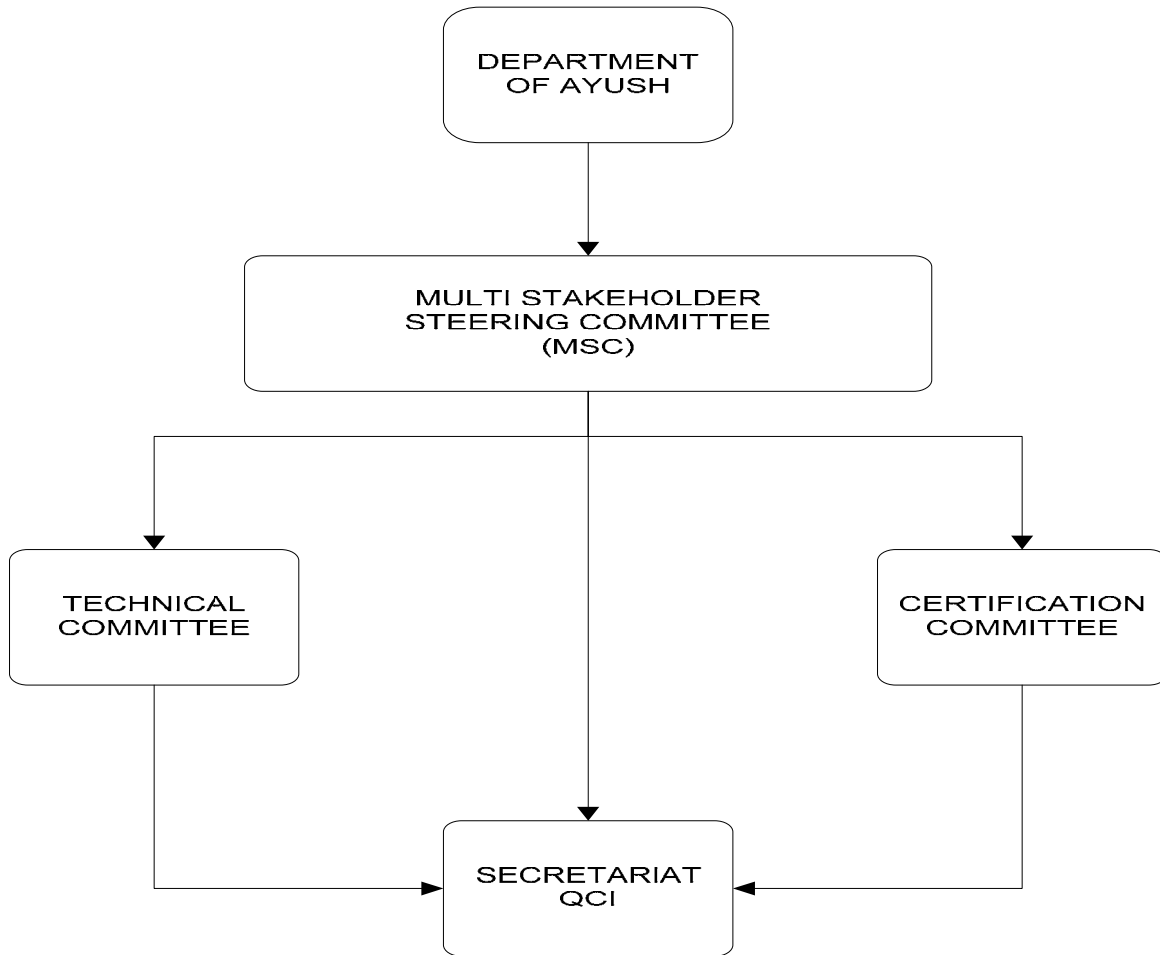 DEPARTMENT
OF AYUSH
MULTI STAKEHOLDER
STEERING COMMITTEE
(MSC)
TECHNICAL
COMMITTEE
CERTIFICATION
COMMITTEE
SECRETARIAT
QCI